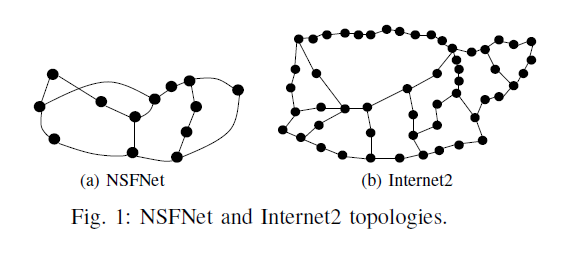 (a) NSFNet
(b) Internet2
Fig. 1: NSFNet and Internet2 topologies.